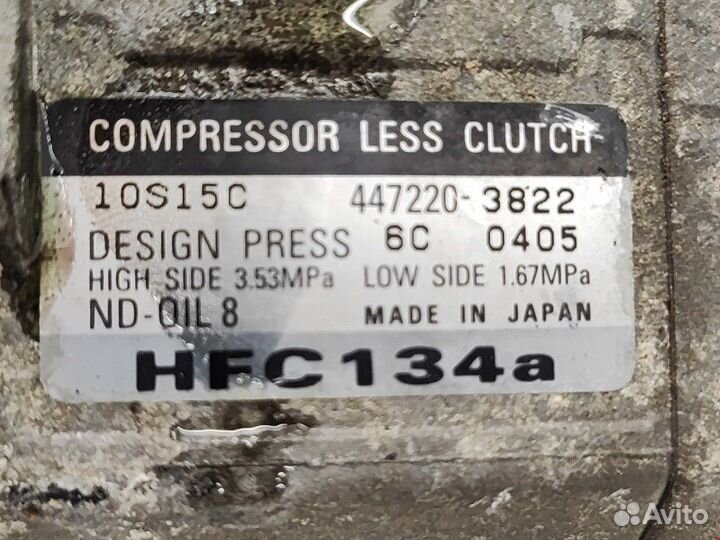 COMPRESSOR LESS CLUTCH
10S15C 447220-3822
DESIGN PRESS 6C 0405
HIGH SIDE 3.53MPa LOW SIDE 1.67MPa
ND-OIL 8 MADE IN JAPAN
HFC134a
Avito